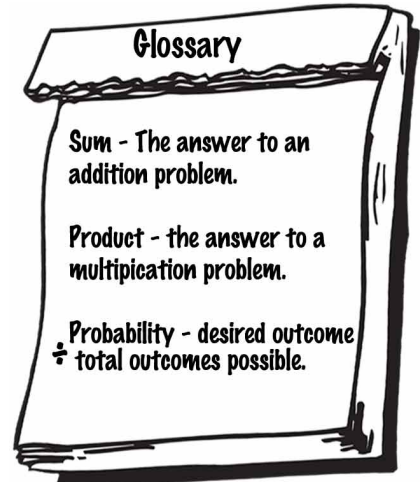 Glossary
Sum - The answer to an
addition problem.
Product - the answer to a
multipication problem.
Probability - desired outcome
÷ total outcomes possible.